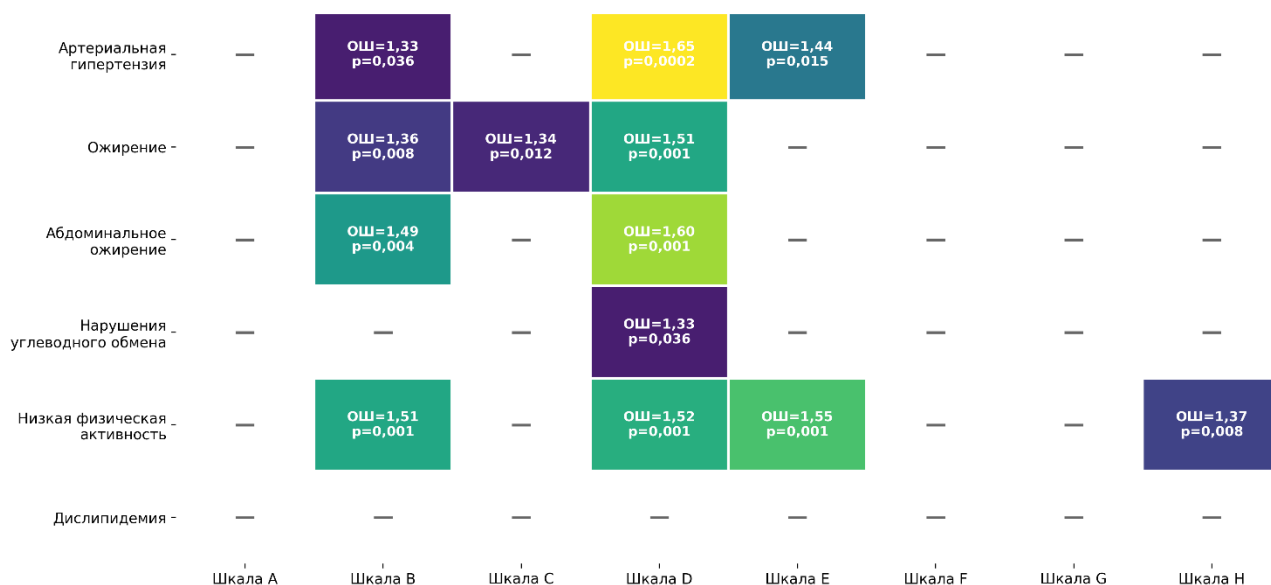 Артериальная
гипертензия
— ОШ=1,33 — ОШ=1,65 ОШ=1,44 — — —
p=0,036 p=0,0002 p=0,015
Ожирение
— ОШ=1,36 ОШ=1,34 ОШ=1,51 — — — —
p=0,008 p=0,012 p=0,001
Абдоминальное
ожирение
— ОШ=1,49 — ОШ=1,60 — — — —
p=0,004 p=0,001
Нарушения
углеводного обмена
— — — ОШ=1,33 — — — —
p=0,036
Низкая физическая
активность
— ОШ=1,51 — ОШ=1,52 ОШ=1,55 — — ОШ=1,37
p=0,001 p=0,001 p=0,001 p=0,008
Дислипидемия
— — — — — — — —
Шкала A Шкала B Шкала C Шкала D Шкала E Шкала F Шкала G Шкала H